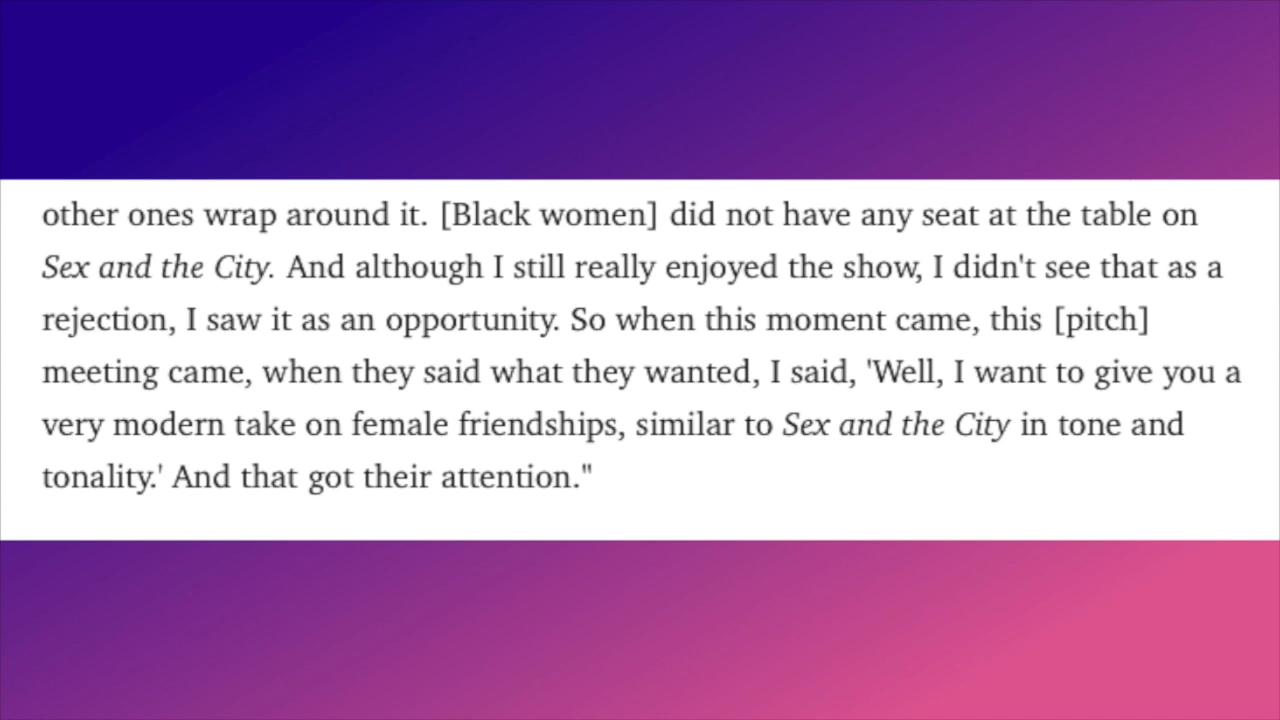 other ones wrap around it. [Black women] did not have any seat at the table on
Sex and the City. And although I still really enjoyed the show, I didn't see that as a
rejection, I saw it as an opportunity. So when this moment came, this [pitch]
meeting came, when they said what they wanted, I said, 'Well, I want to give you a
very modern take on female friendships, similar to Sex and the City in tone and
tonality.' And that got their attention."